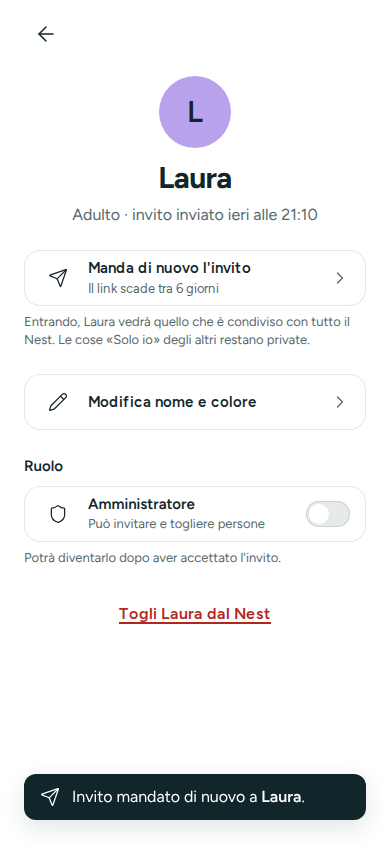 L
Laura
Adulto · invito inviato ieri alle 21:10
Manda di nuovo l'invito
Il link scade tra 6 giorni
Entrando, Laura vedrà quello che è condiviso con tutto il
Nest. Le cose «Solo io» degli altri restano private.
Modifica nome e colore
Ruolo
Amministratore
Può invitare e togliere persone
Potrà diventarlo dopo aver accettato l'invito.
Togli Laura dal Nest
Invito mandato di nuovo a Laura.